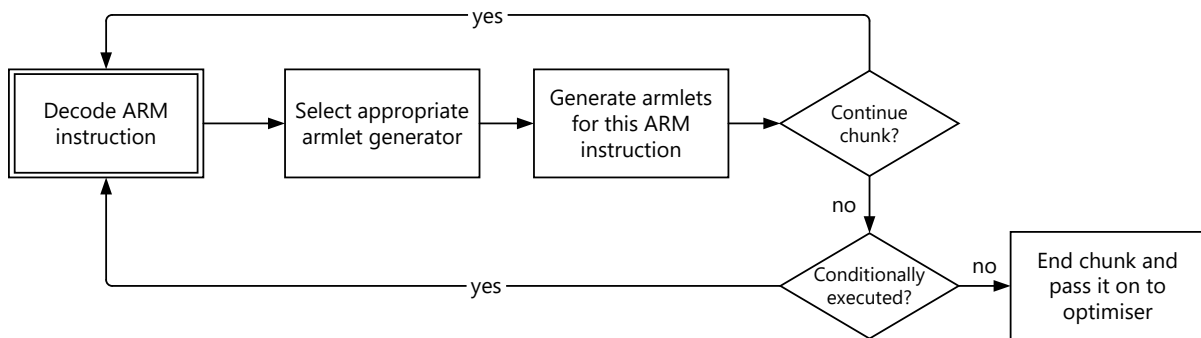 yes
Decode ARM
instruction
Select appropriate
armlet generator
Generate armlets
for this ARM
instruction
Continue
chunk?
no
Conditionally
executed?
yes
no
End chunk and
pass it on to
optimiser